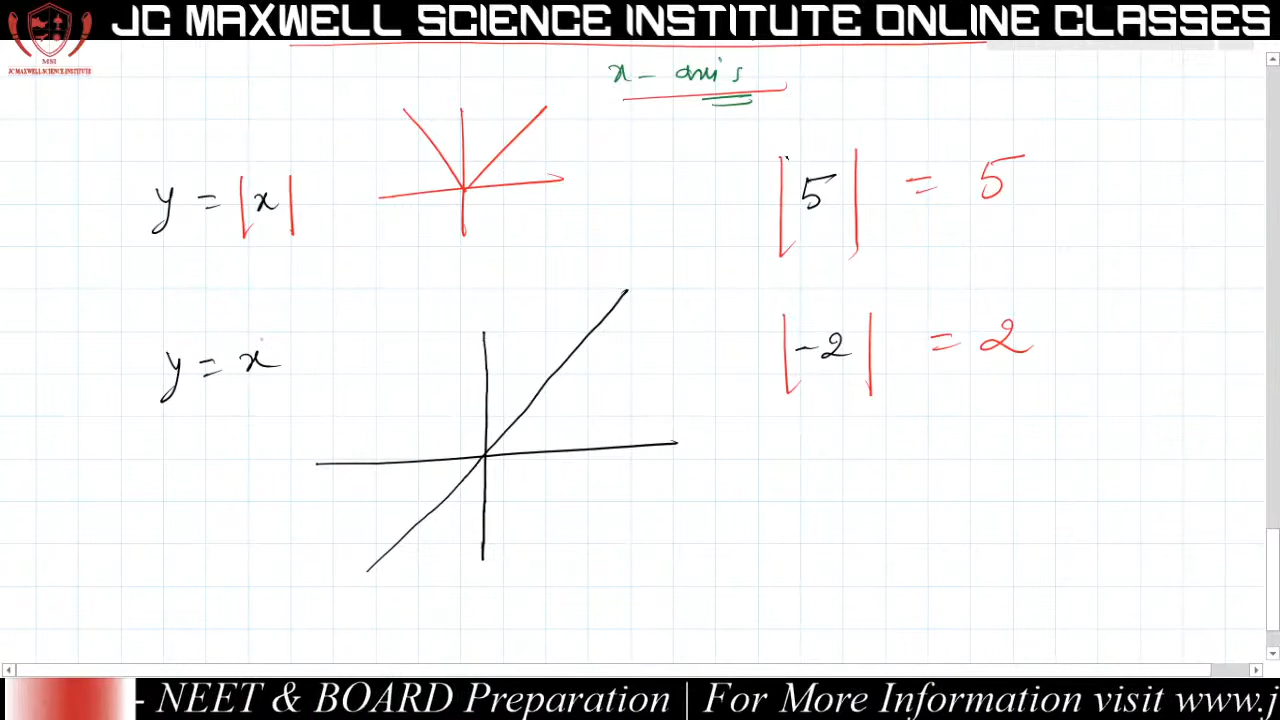 JC MAXWELL SCIENCE INSTITUTE ONLINE CLASSES
MSI
JC MAXWELL SCIENCE INSTITUTE
x - axis
y = |x|
|5| = 5
y = x
|-2| = 2
- NEET & BOARD Preparation | For More Information visit www.j